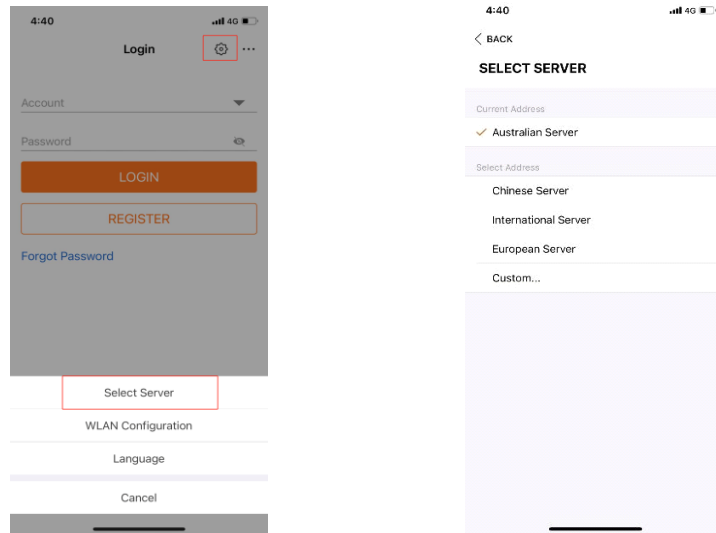 4:40
4G
Login
Account
Password
LOGIN
REGISTER
Forgot Password
Select Server
WLAN Configuration
Language
Cancel
4:40
4G
BACK
SELECT SERVER
Current Address
Australian Server
Select Address
Chinese Server
International Server
European Server
Custom...